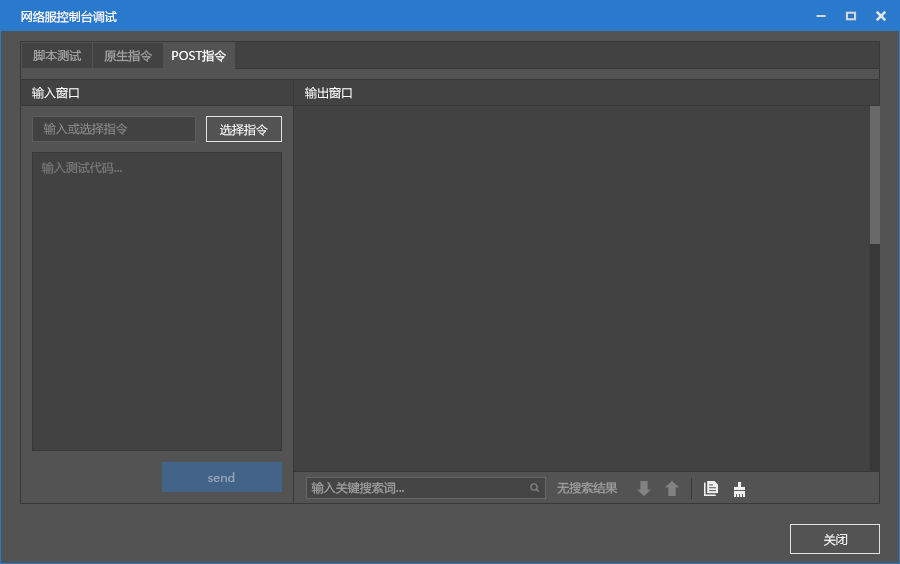 网络服控制台调试
脚本测试 原生指令 POST指令
输入窗口 输出窗口
输入或选择指令 选择指令
输入测试代码...
send
输入关键搜索词... 无搜索结果
关闭